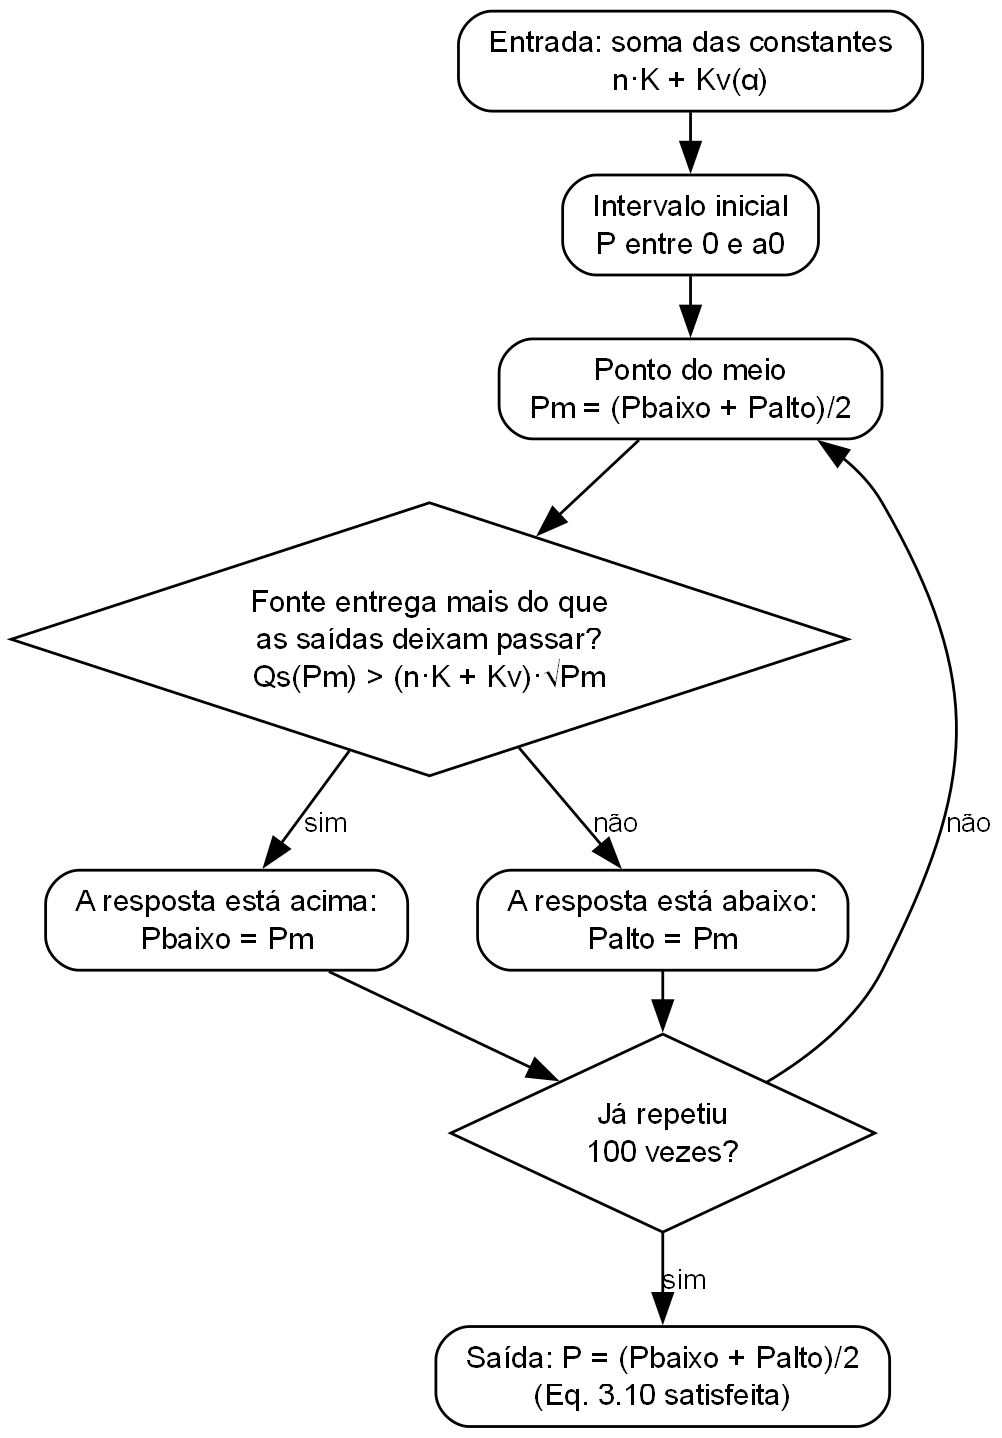 Entrada: soma das constantes
n·K + Kv(α)
Intervalo inicial
P entre 0 e a0
Ponto do meio
Pm = (Pbaixo + Palto)/2
Fonte entrega mais do que
as saídas deixam passar?
Qs(Pm) > (n·K + Kv)·√Pm
sim
não
não
A resposta está acima:
Pbaixo = Pm
A resposta está abaixo:
Palto = Pm
Já repetiu
100 vezes?
sim
Saída: P = (Pbaixo + Palto)/2
(Eq. 3.10 satisfeita)